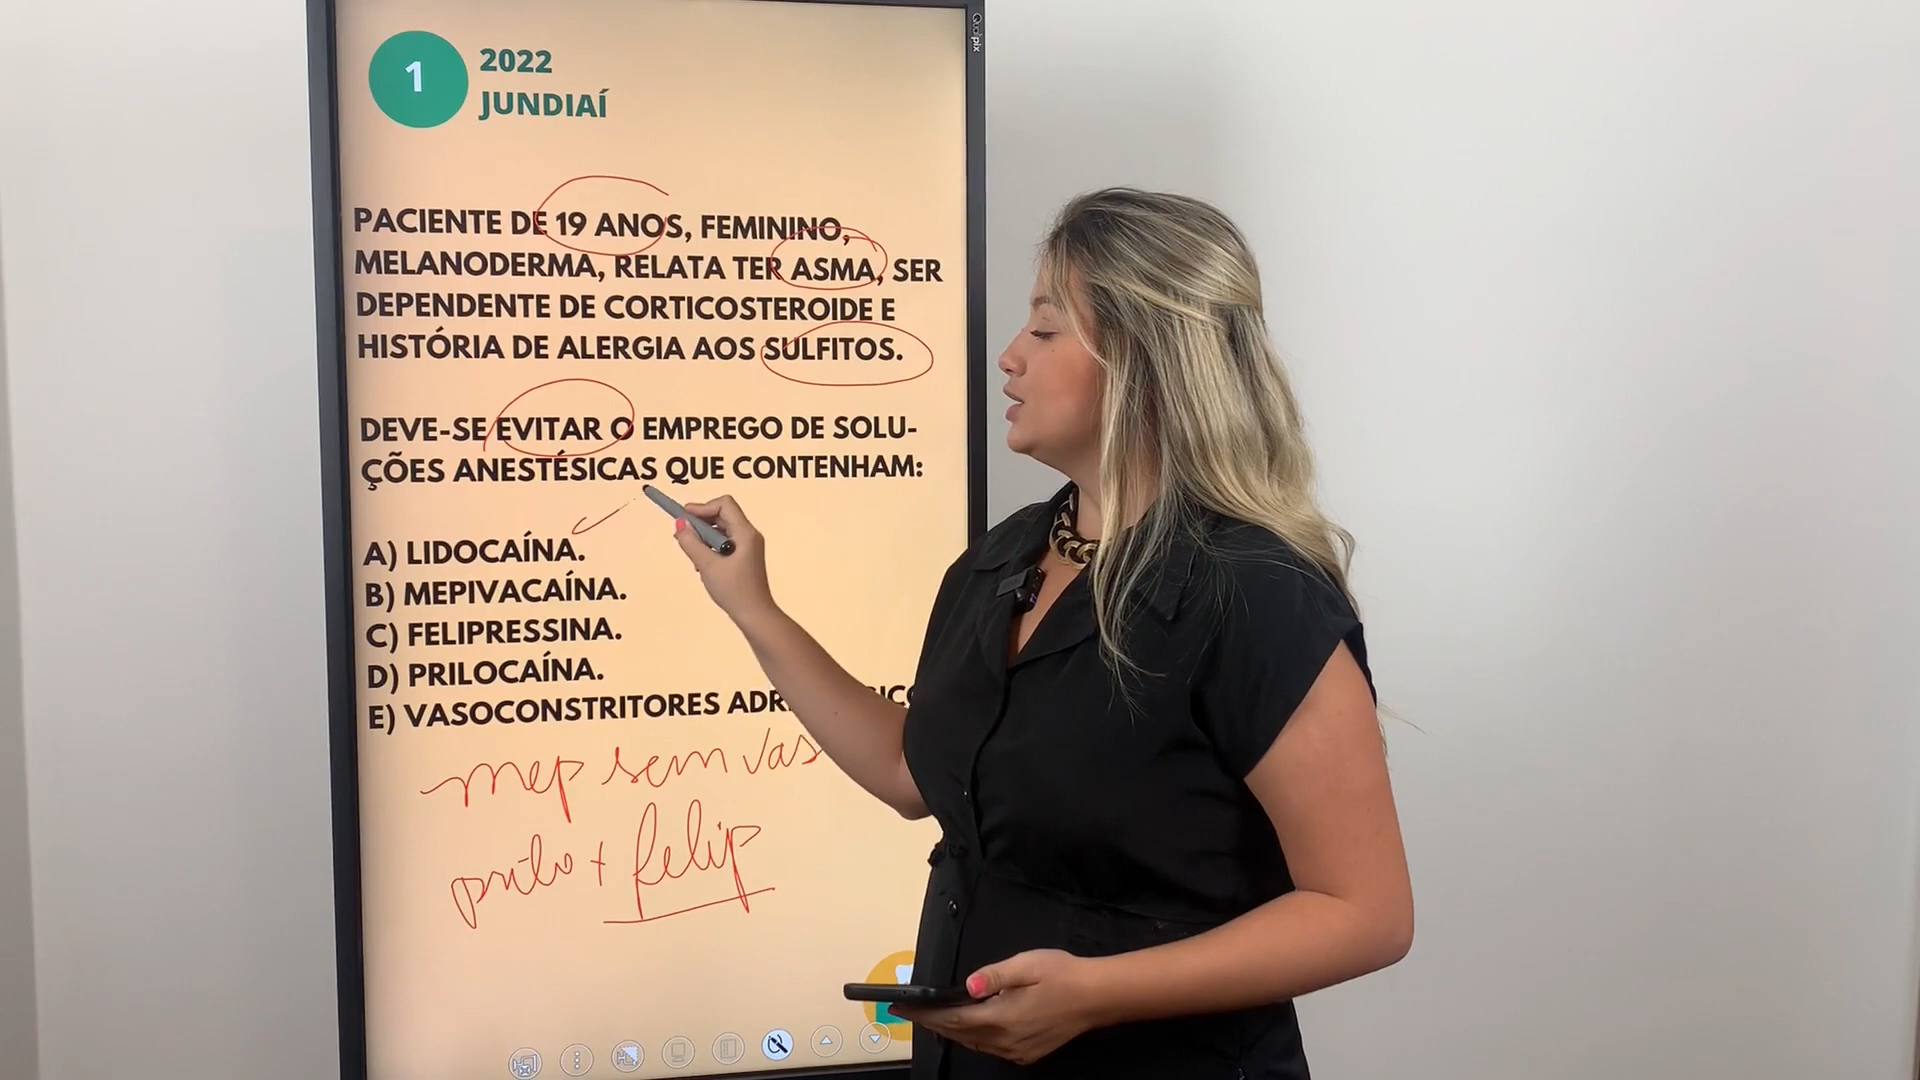 Quolpix
1
2022
JUNDIAÍ
PACIENTE DE 19 ANOS, FEMININO,
MELANODERMA, RELATA TER ASMA, SER
DEPENDENTE DE CORTICOSTEROIDE E
HISTÓRIA DE ALERGIA AOS SULFITOS.
DEVE-SE EVITAR O EMPREGO DE SOLU-
ÇÕES ANESTÉSICAS QUE CONTENHAM:
A) LIDOCAÍNA.
B) MEPIVACAÍNA.
C) FELIPRESSINA.
D) PRILOCAÍNA.
E) VASOCONSTRITORES
mep sem vas
prilo + felip